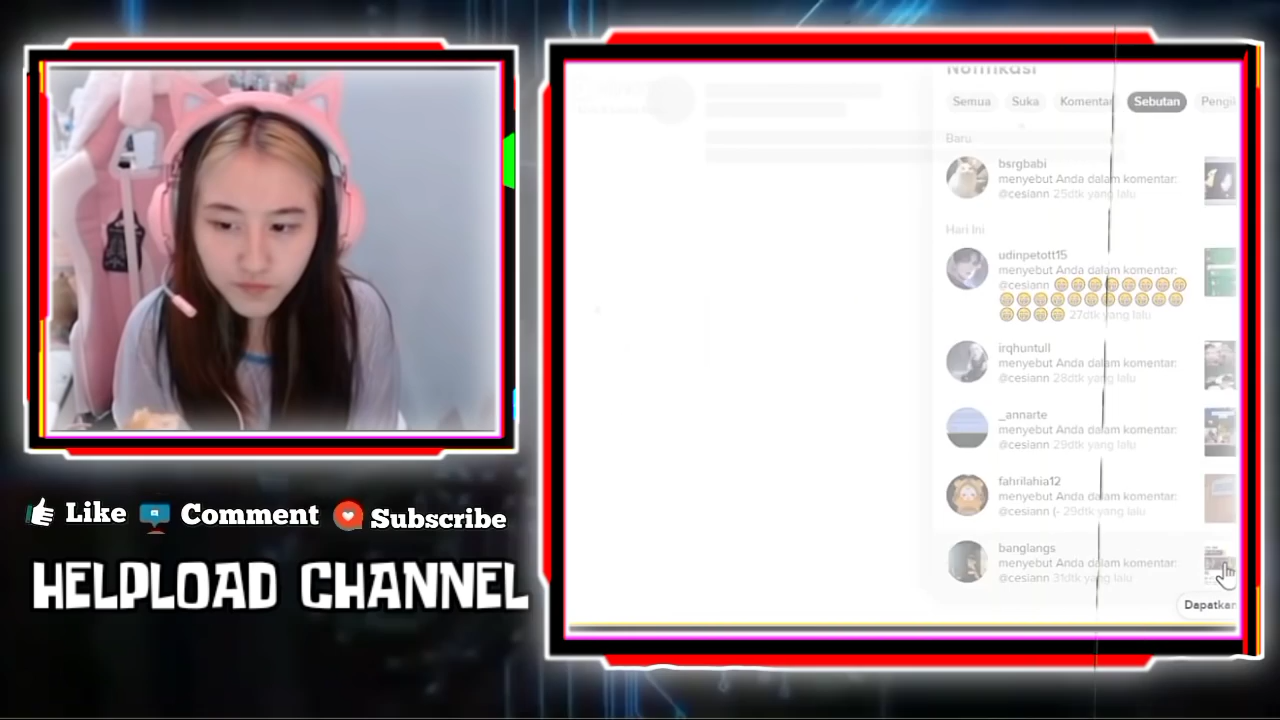 Like
Comment
Subscribe
HELPLOAD CHANNEL
Notifikasi
Semua
Suka
Komentar
Sebutan
Pengik
Baru
bsrgbabi
menyebut Anda dalam komentar:
@cesiann 25dtk yang lalu
Hari Ini
udinpetott15
menyebut Anda dalam komentar:
@cesiann 😁😁😁😁😁😁😁😁
😁😁😁😁😁😁😁😁😁😁😁
😁😁😁😁 27dtk yang lalu
irqhuntull
menyebut Anda dalam komentar:
@cesiann 28dtk yang lalu
_annarte
menyebut Anda dalam komentar:
@cesiann 29dtk yang lalu
fahrilahia12
menyebut Anda dalam komentar:
@cesiann (- 29dtk yang lalu
banglangs
menyebut Anda dalam komentar:
@cesiann 31dtk yang lalu
Dapatkan